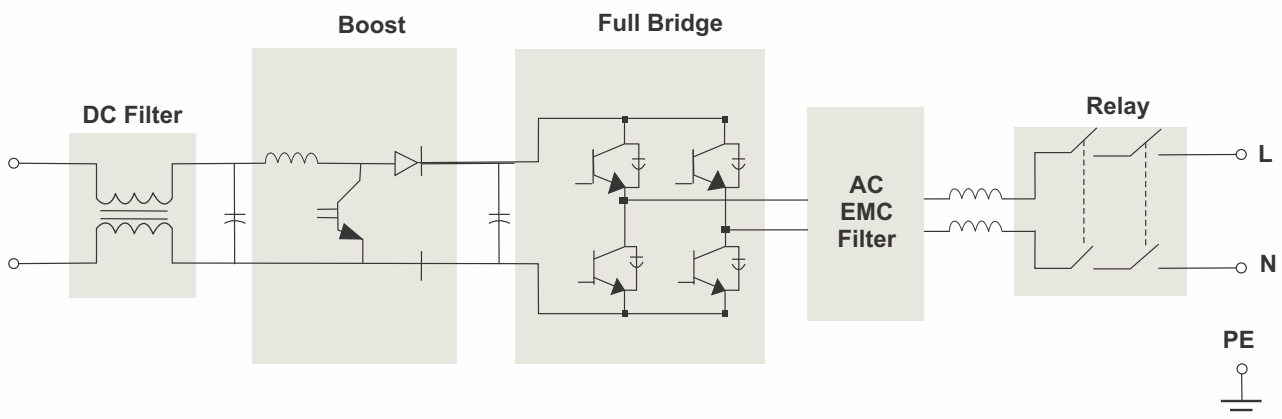 Boost
Full Bridge
DC Filter
Relay
AC
EMC
Filter
L
N
PE